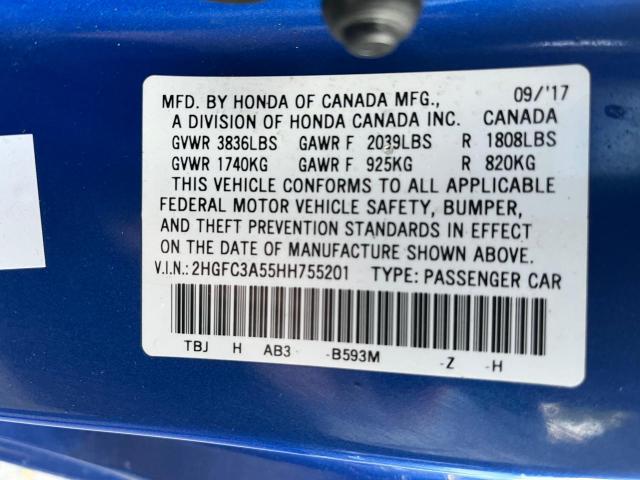 MFD. BY HONDA OF CANADA MFG., 09/'17
A DIVISION OF HONDA CANADA INC. CANADA
GVWR 3836LBS GAWR F 2039LBS R 1808LBS
GVWR 1740KG GAWR F 925KG R 820KG
THIS VEHICLE CONFORMS TO ALL APPLICABLE
FEDERAL MOTOR VEHICLE SAFETY, BUMPER,
AND THEFT PREVENTION STANDARDS IN EFFECT
ON THE DATE OF MANUFACTURE SHOWN ABOVE.
V.I.N.: 2HGFC3A55HH755201 TYPE: PASSENGER CAR
TBJ H AB3 -B593M -Z -H